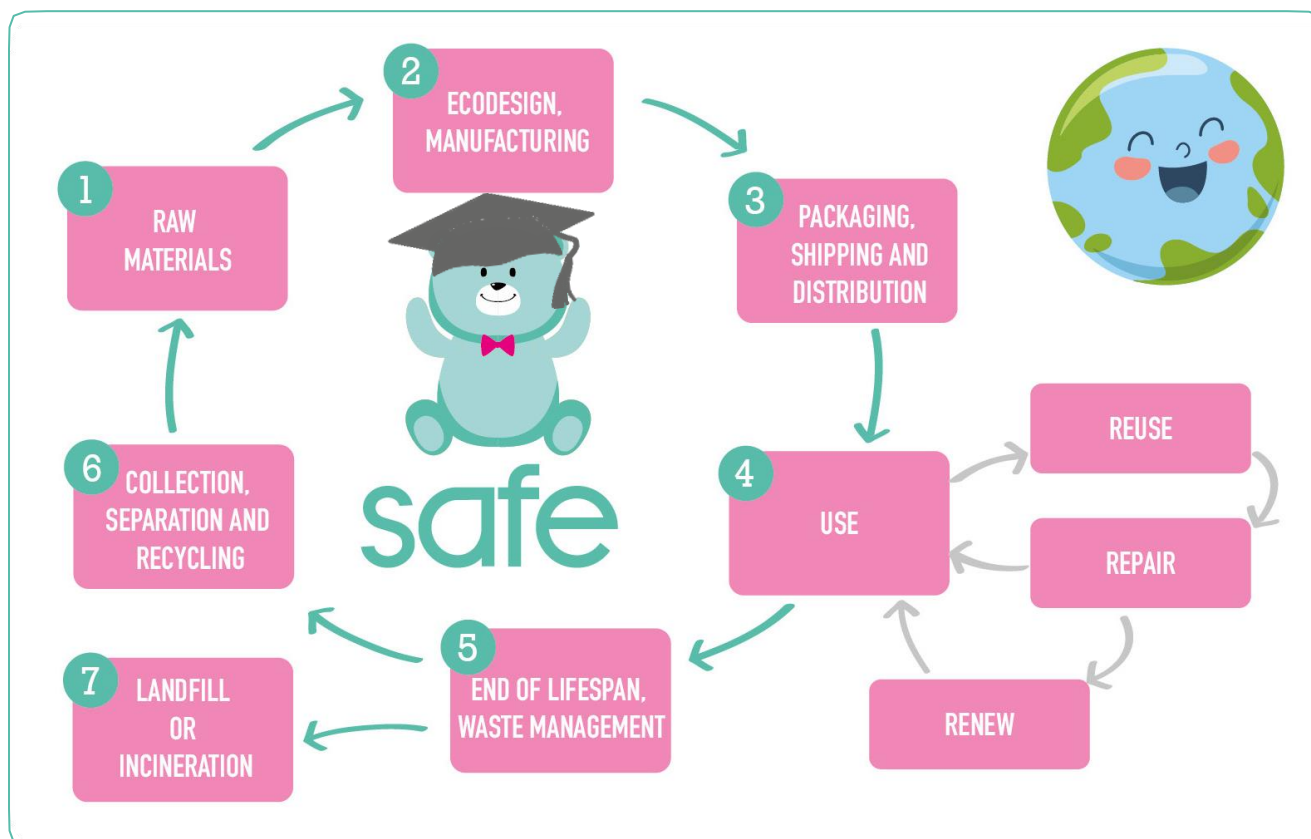 1
RAW
MATERIALS
2
ECODESIGN,
MANUFACTURING
3
PACKAGING,
SHIPPING AND
DISTRIBUTION
4
USE
REUSE
REPAIR
RENEW
5
END OF LIFESPAN,
WASTE MANAGEMENT
6
COLLECTION,
SEPARATION AND
RECYCLING
7
LANDFILL
OR
INCINERATION
safe